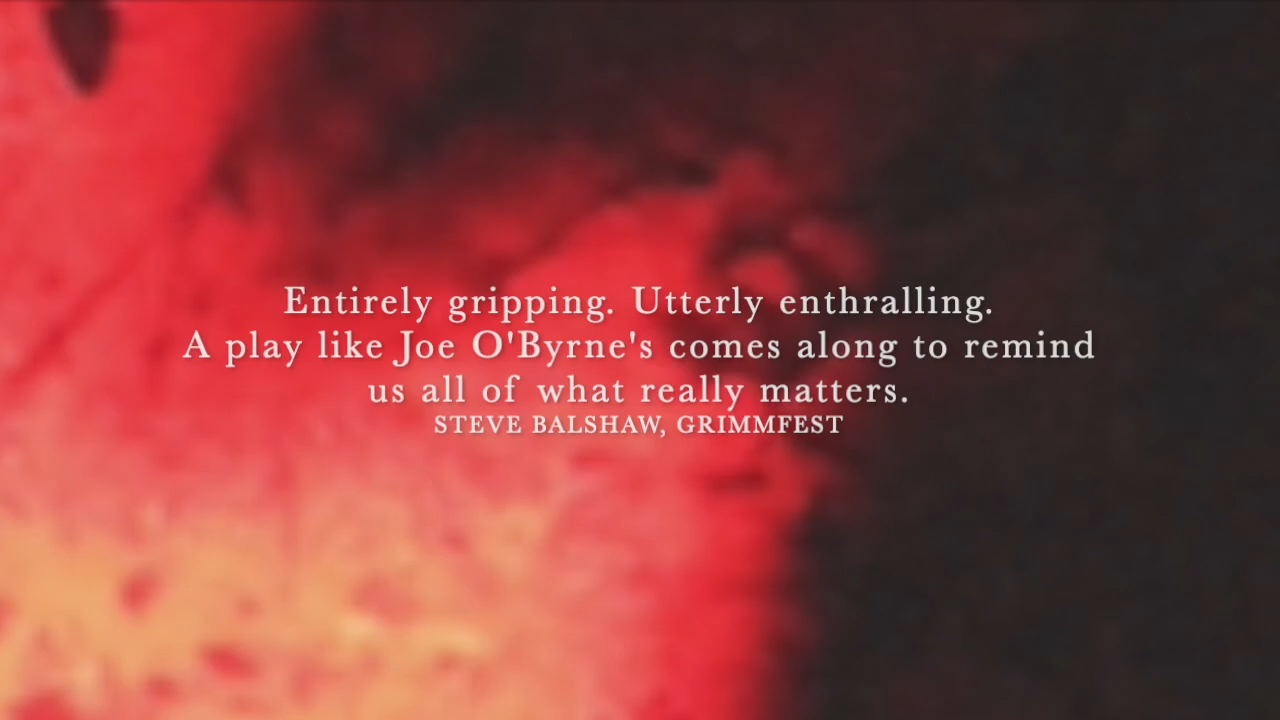 Entirely gripping. Utterly enthralling.
A play like Joe O'Byrne's comes along to remind
us all of what really matters.
STEVE BALSHAW, GRIMMFEST